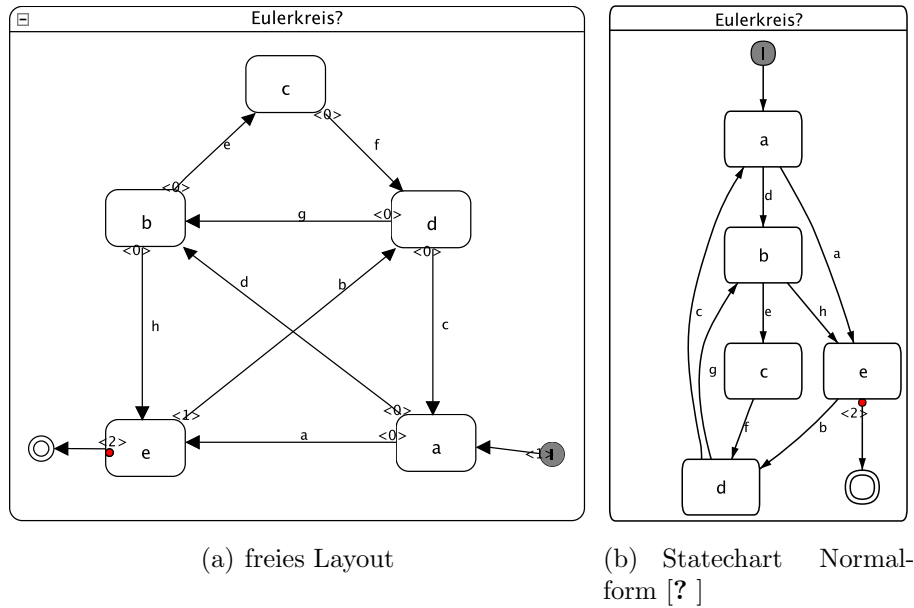 Eulerkreis?
c
<0>
e
f
<0>
b
g
<0>
d
<0>
<0>
d
b
h
c
<1>
<0>
<2>
e
a
<0>
a
<1>
I
(a) freies Layout
Eulerkreis?
I
a
d
a
b
c
e
h
g
c
e
<2>
f
b
d
(b) Statechart Normal-
form [? ]